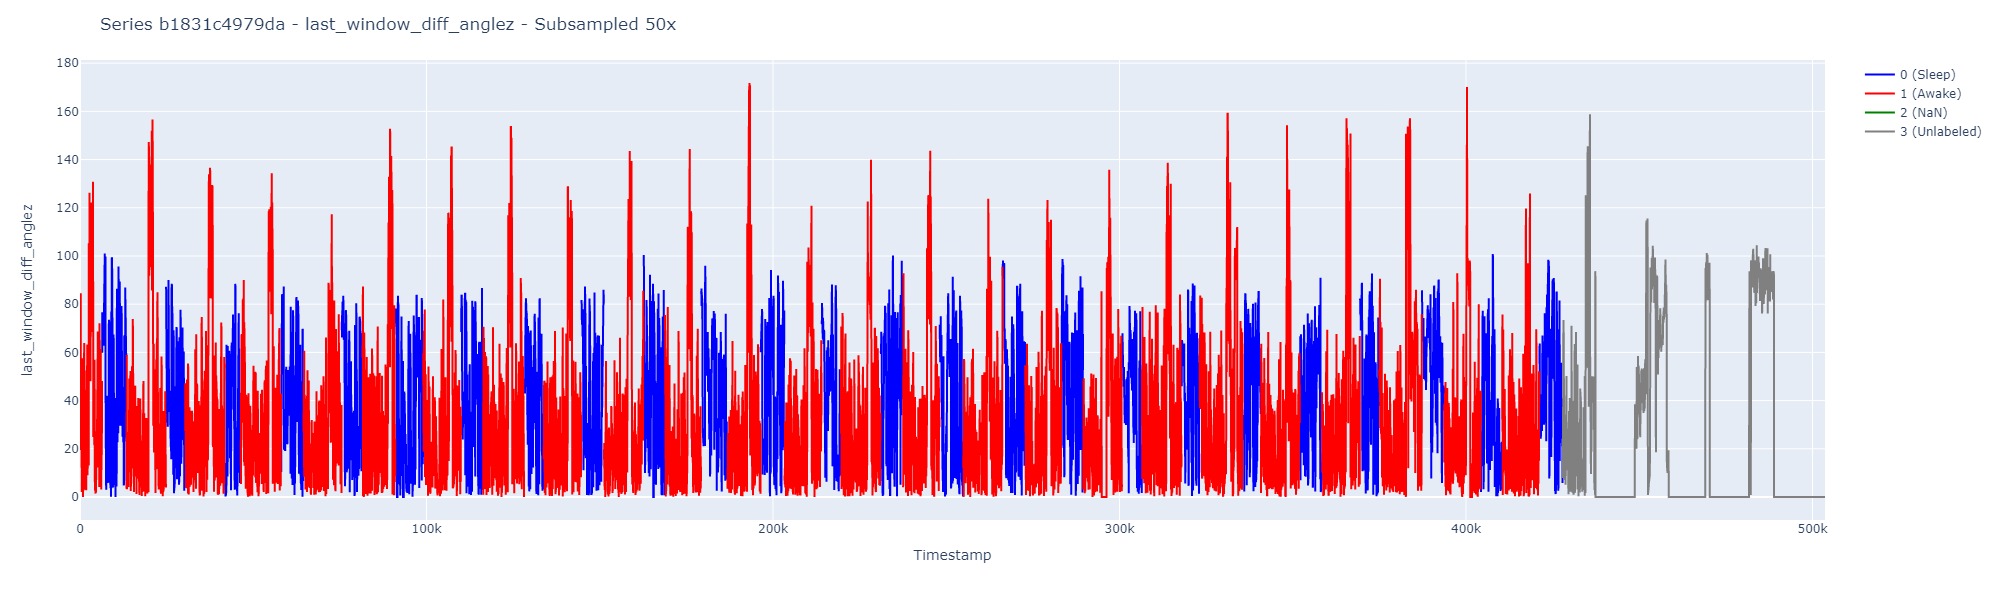 Series b1831c4979da - last_window_diff_anglez - Subsampled 50x
180
160
140
120
100
80
60
40
20
0
last_window_diff_anglez
0 100k 200k 300k 400k 500k
Timestamp
0 (Sleep)
1 (Awake)
2 (NaN)
3 (Unlabeled)